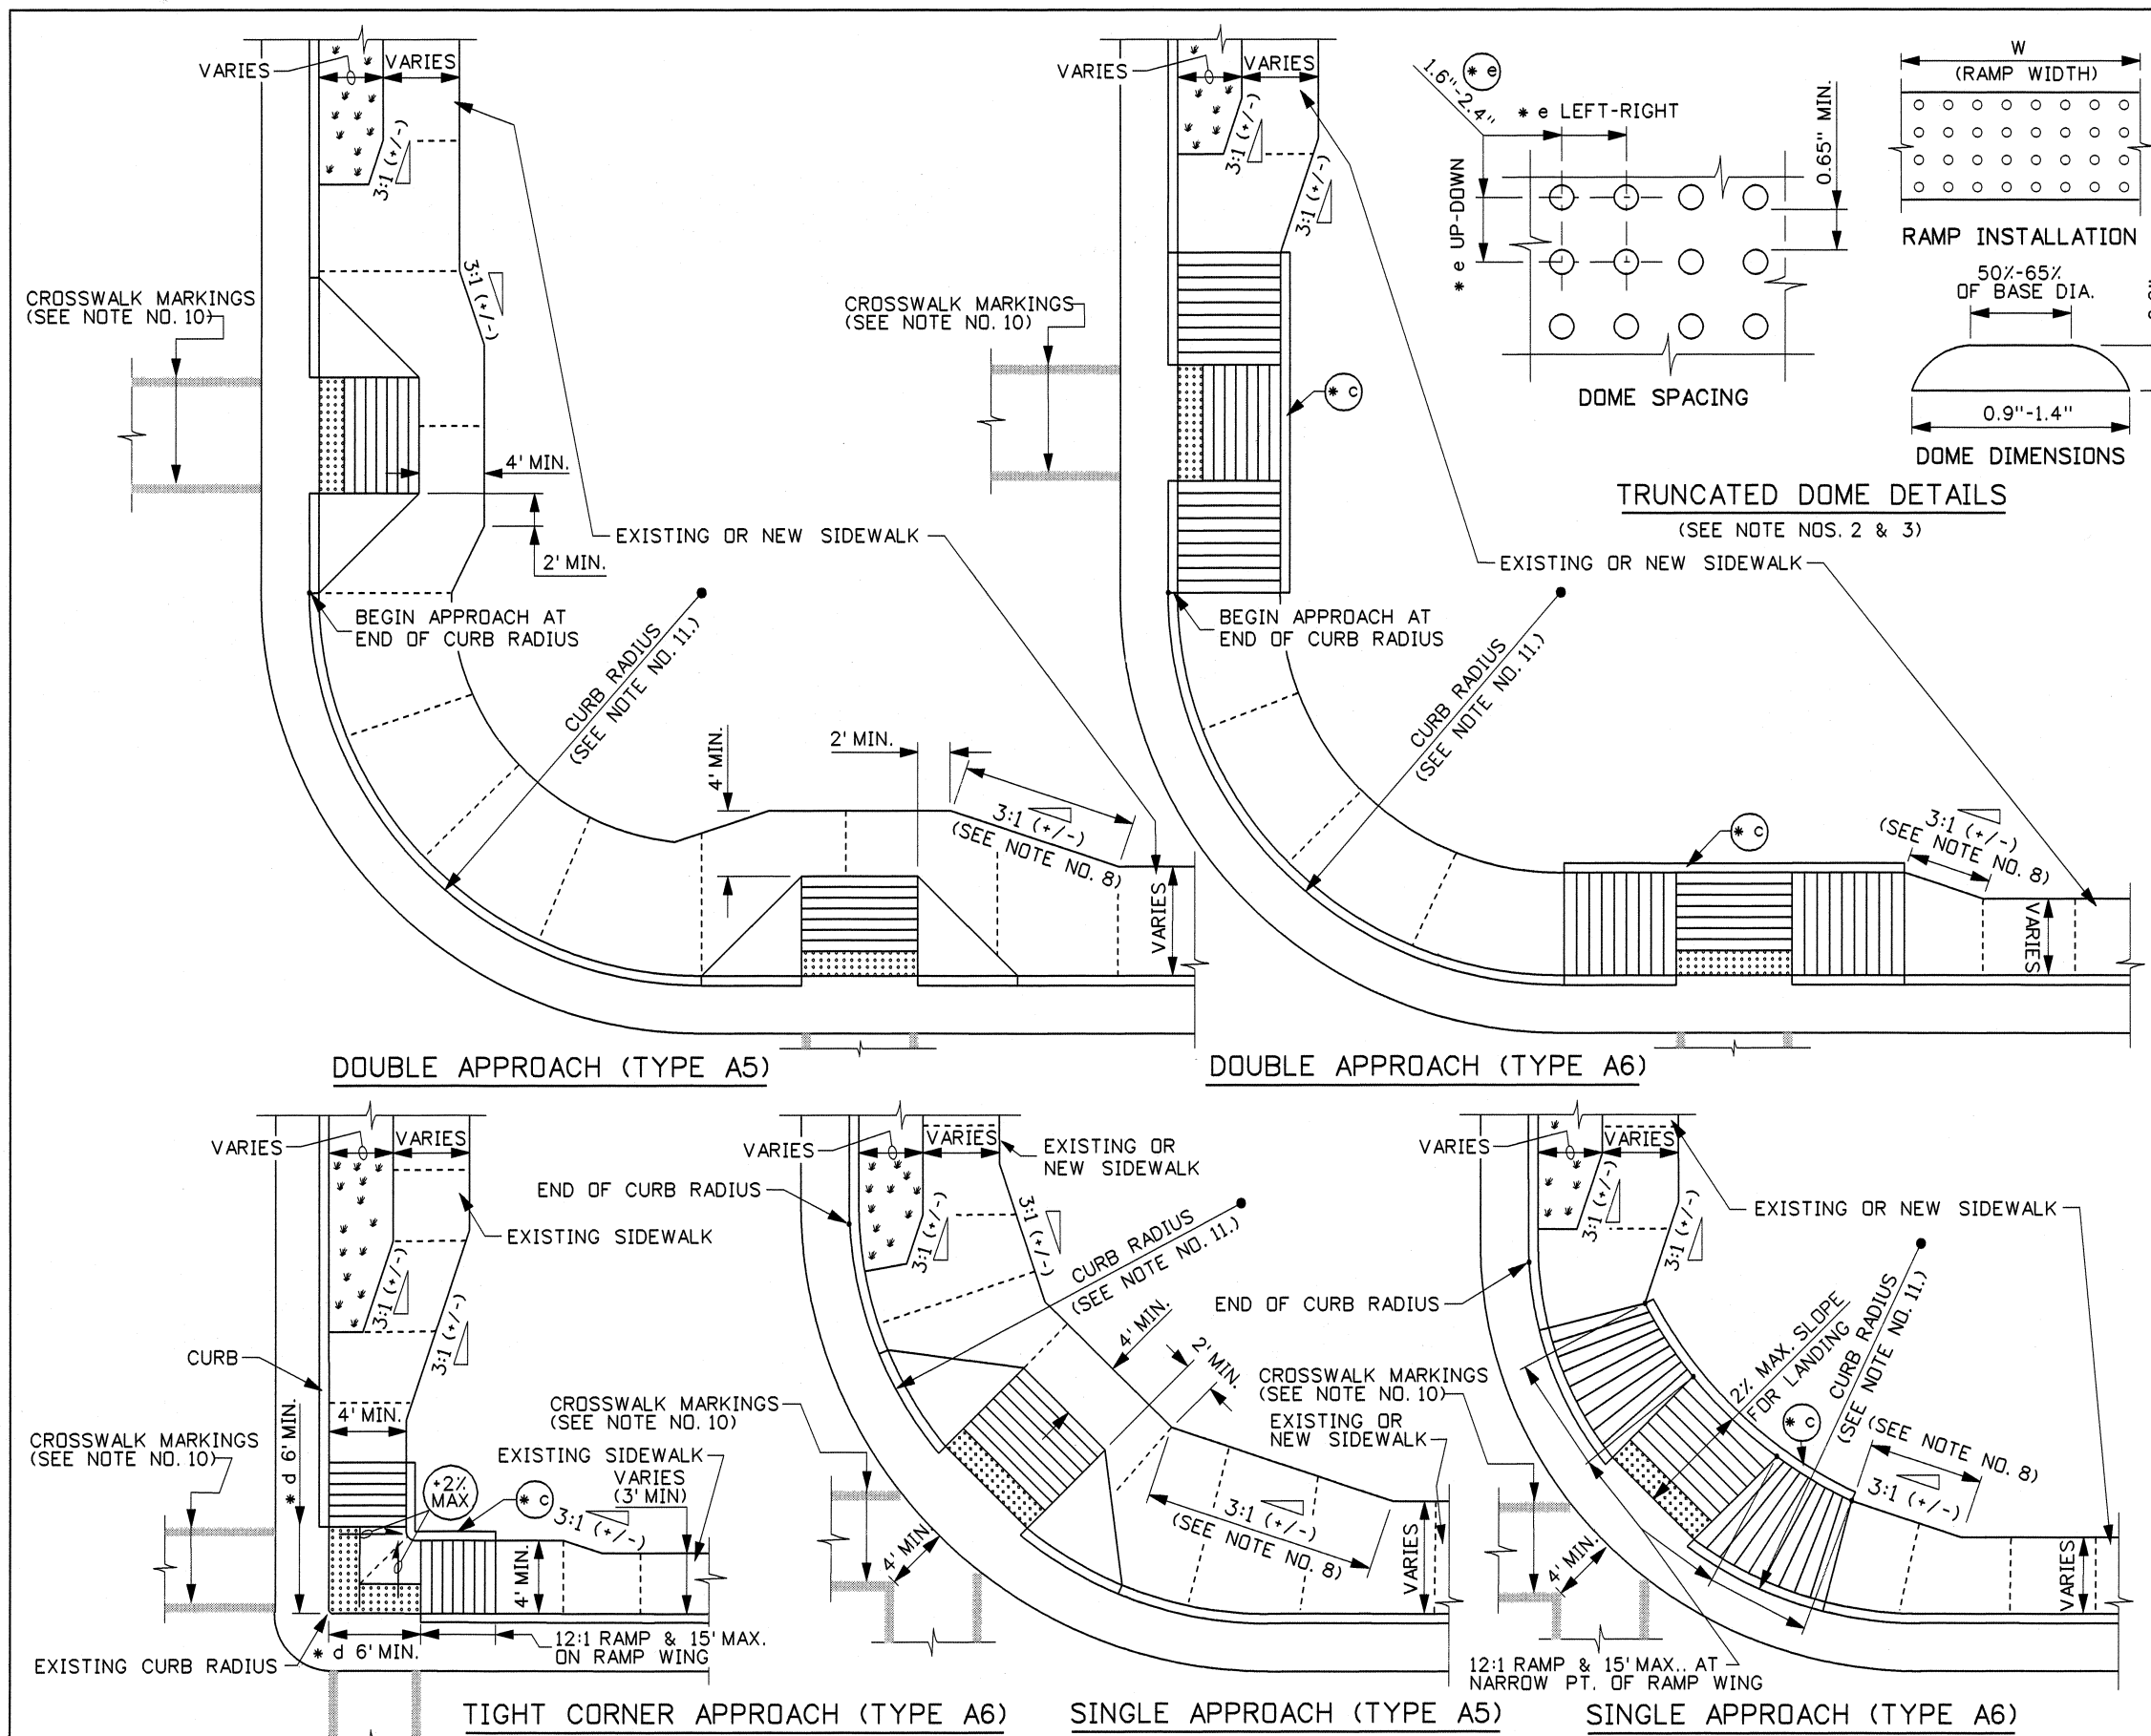 VARIES
VARIES
3:1 (+/-)
3:1 (+/-)
CROSSWALK MARKINGS
(SEE NOTE NO. 10)
4' MIN.
2' MIN.
EXISTING OR NEW SIDEWALK
BEGIN APPROACH AT
END OF CURB RADIUS
CURB RADIUS
(SEE NOTE NO. 11.)
4' MIN.
2' MIN.
3:1 (+/-)
(SEE NOTE NO. 8)
VARIES
DOUBLE APPROACH (TYPE A5)
VARIES
VARIES
3:1 (+/-)
3:1 (+/-)
CROSSWALK MARKINGS
(SEE NOTE NO. 10)
* c
EXISTING OR NEW SIDEWALK
BEGIN APPROACH AT
END OF CURB RADIUS
CURB RADIUS
(SEE NOTE NO. 11.)
* c
3:1 (+/-)
(SEE NOTE NO. 8)
VARIES
DOUBLE APPROACH (TYPE A6)
1.6"-2.4"
* e
* e LEFT-RIGHT
* e UP-DOWN
0.65" MIN.
DOME SPACING
W
(RAMP WIDTH)
RAMP INSTALLATION
50%-65%
OF BASE DIA.
0.9"-1.4"
DOME DIMENSIONS
TRUNCATED DOME DETAILS
(SEE NOTE NOS. 2 & 3)
VARIES
VARIES
EXISTING SIDEWALK
3:1 (+/-)
3:1 (+/-)
CURB
4' MIN.
* d 6' MIN.
CROSSWALK MARKINGS
(SEE NOTE NO. 10)
+2%
MAX
* c
EXISTING SIDEWALK
VARIES
(3' MIN)
3:1 (+/-)
4' MIN.
* d 6' MIN.
12:1 RAMP & 15' MAX.
ON RAMP WING
EXISTING CURB RADIUS
TIGHT CORNER APPROACH (TYPE A6)
VARIES
VARIES
EXISTING OR
NEW SIDEWALK
END OF CURB RADIUS
3:1 (+/-)
3:1 (+/-)
CURB RADIUS
(SEE NOTE NO. 11.)
4' MIN.
2' MIN.
CROSSWALK MARKINGS
(SEE NOTE NO. 10)
EXISTING OR
NEW SIDEWALK
3:1 (+/-)
(SEE NOTE NO. 8)
4' MIN.
VARIES
SINGLE APPROACH (TYPE A5)
VARIES
VARIES
EXISTING OR NEW SIDEWALK
3:1 (+/-)
3:1 (+/-)
END OF CURB RADIUS
2% MAX. SLOPE
FOR LANDING
CURB RADIUS
(SEE NOTE NO. 11.)
* c
(SEE NOTE NO. 8)
3:1 (+/-)
CROSSWALK MARKINGS
(SEE NOTE NO. 10)
4' MIN.
VARIES
12:1 RAMP & 15' MAX., AT
NARROW PT. OF RAMP WING
SINGLE APPROACH (TYPE A6)